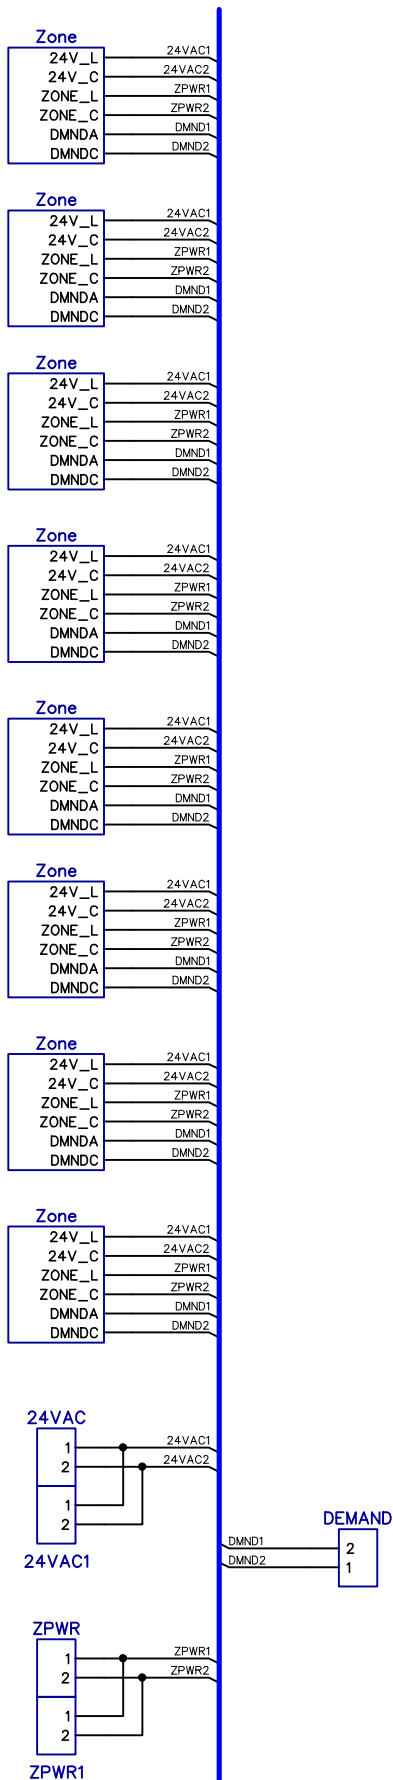 Zone
24V_L 24VAC1
24V_C 24VAC2
ZONE_L ZPWR1
ZONE_C ZPWR2
DMNDA DMND1
DMNDC DMND2
Zone
24V_L 24VAC1
24V_C 24VAC2
ZONE_L ZPWR1
ZONE_C ZPWR2
DMNDA DMND1
DMNDC DMND2
Zone
24V_L 24VAC1
24V_C 24VAC2
ZONE_L ZPWR1
ZONE_C ZPWR2
DMNDA DMND1
DMNDC DMND2
Zone
24V_L 24VAC1
24V_C 24VAC2
ZONE_L ZPWR1
ZONE_C ZPWR2
DMNDA DMND1
DMNDC DMND2
Zone
24V_L 24VAC1
24V_C 24VAC2
ZONE_L ZPWR1
ZONE_C ZPWR2
DMNDA DMND1
DMNDC DMND2
Zone
24V_L 24VAC1
24V_C 24VAC2
ZONE_L ZPWR1
ZONE_C ZPWR2
DMNDA DMND1
DMNDC DMND2
Zone
24V_L 24VAC1
24V_C 24VAC2
ZONE_L ZPWR1
ZONE_C ZPWR2
DMNDA DMND1
DMNDC DMND2
Zone
24V_L 24VAC1
24V_C 24VAC2
ZONE_L ZPWR1
ZONE_C ZPWR2
DMNDA DMND1
DMNDC DMND2
24VAC
1 24VAC1
2 24VAC2
1
2
24VAC1
DEMAND
DMND1 2
DMND2 1
ZPWR
1 ZPWR1
2 ZPWR2
1
2
ZPWR1